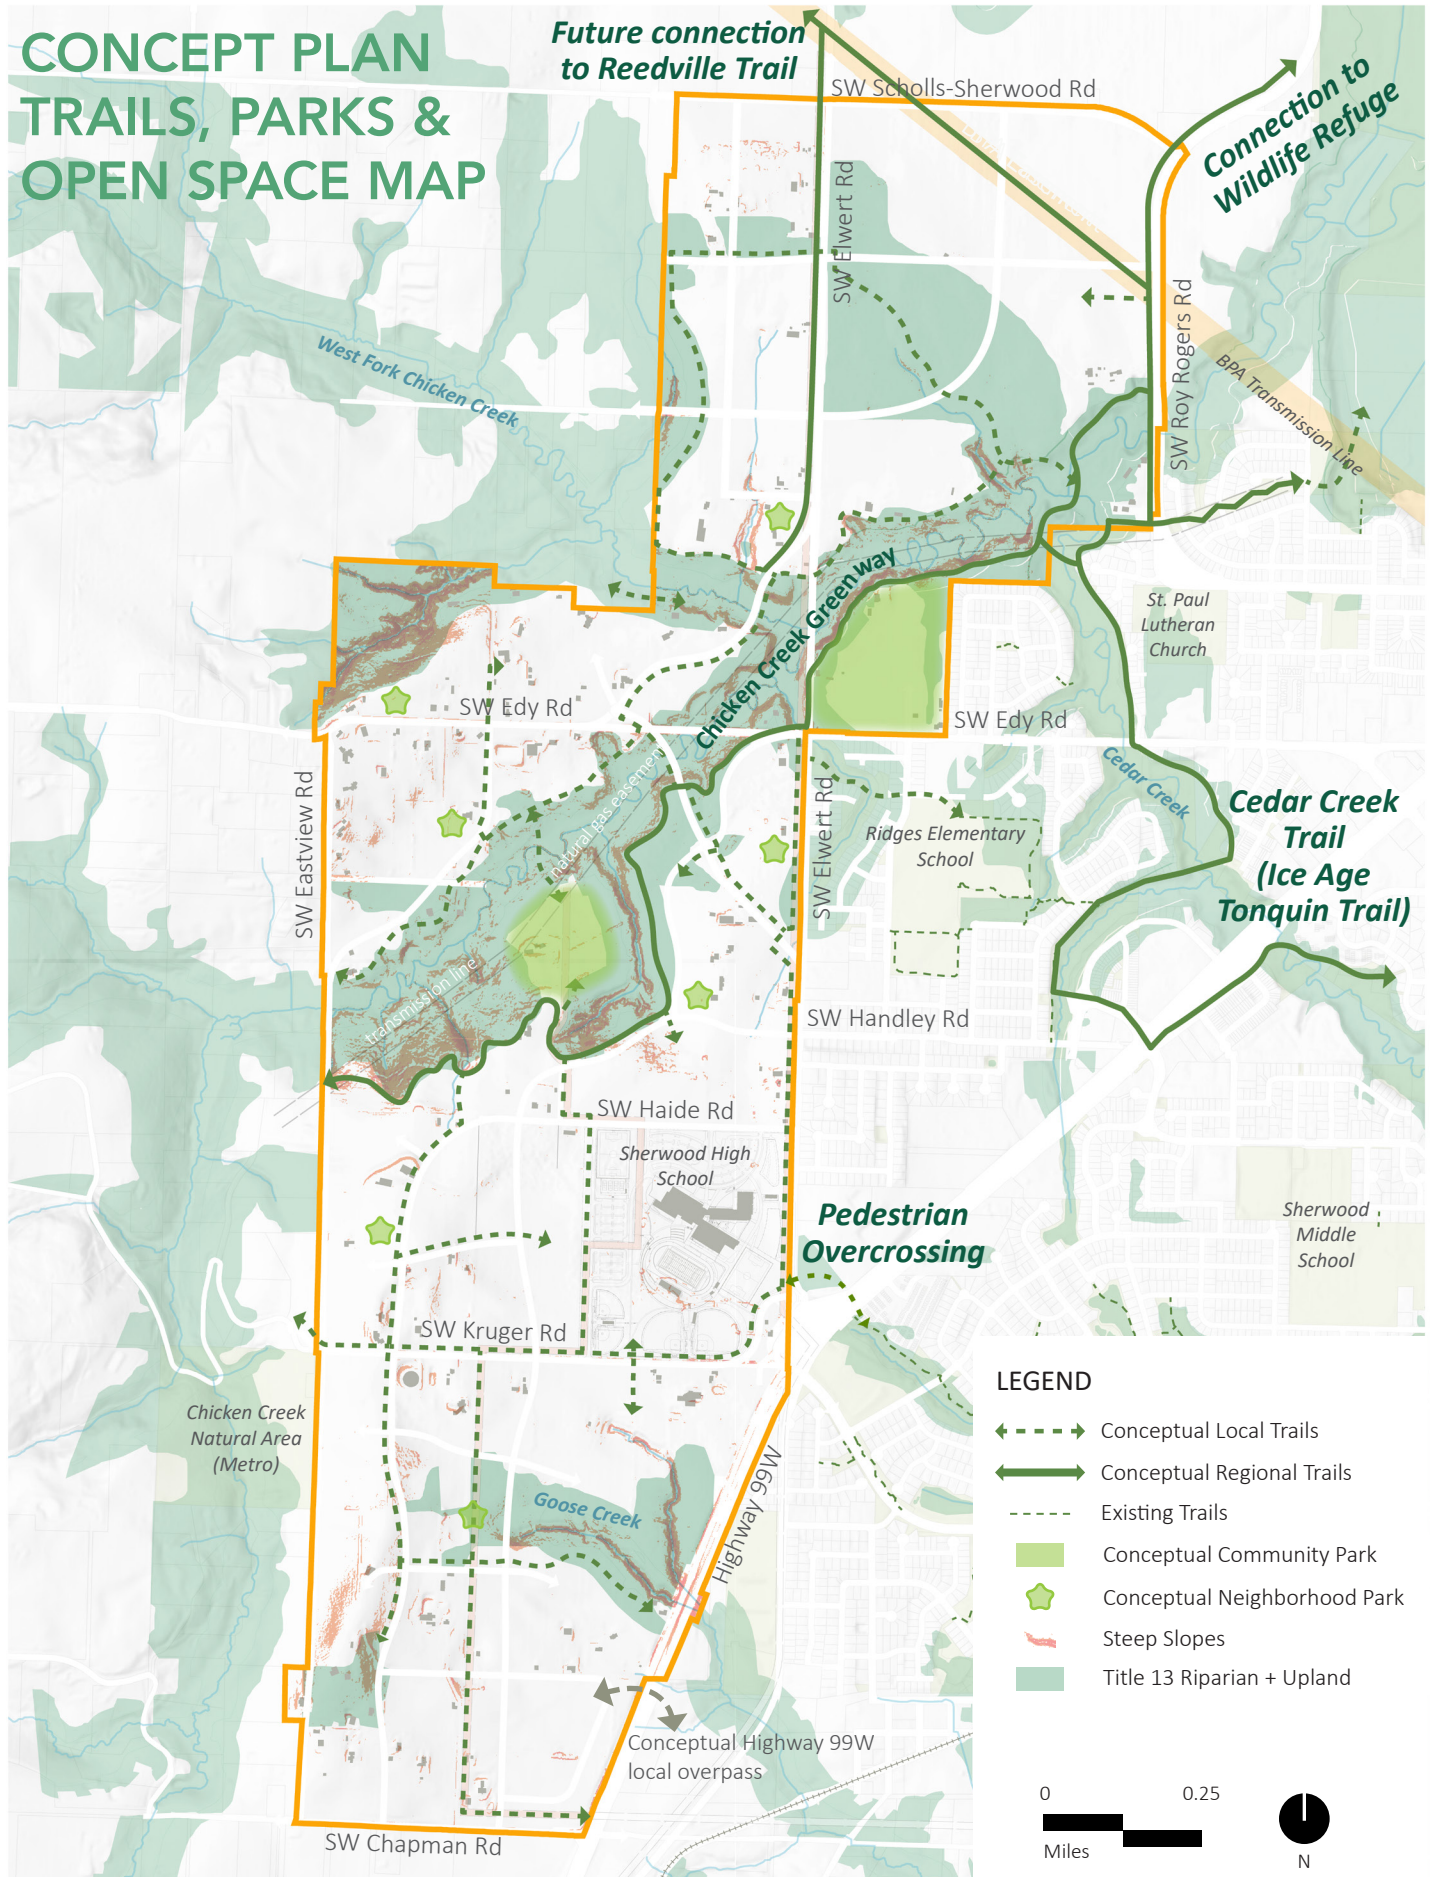 CONCEPT PLAN
TRAILS, PARKS &
OPEN SPACE MAP
Future connection
to Reedville Trail
SW Scholls-Sherwood Rd
Connection to
Wildlife Refuge
SW Elwert Rd
SW Roy Rogers Rd
BPA Transmission Line
West Fork Chicken Creek
Chicken Creek Greenway
St. Paul
Lutheran
Church
SW Edy Rd
SW Edy Rd
Cedar Creek
natural gas easement
SW Eastview Rd
SW Elwert Rd
Ridges Elementary
School
Cedar Creek
Trail
(Ice Age
Tonquin Trail)
transmission line
SW Handley Rd
SW Haide Rd
Sherwood High
School
Pedestrian
Overcrossing
Sherwood
Middle
School
SW Kruger Rd
Chicken Creek
Natural Area
(Metro)
Goose Creek
Highway 99W
Conceptual Highway 99W
local overpass
SW Chapman Rd
LEGEND
Conceptual Local Trails
Conceptual Regional Trails
Existing Trails
Conceptual Community Park
Conceptual Neighborhood Park
Steep Slopes
Title 13 Riparian + Upland
0 0.25
Miles
N